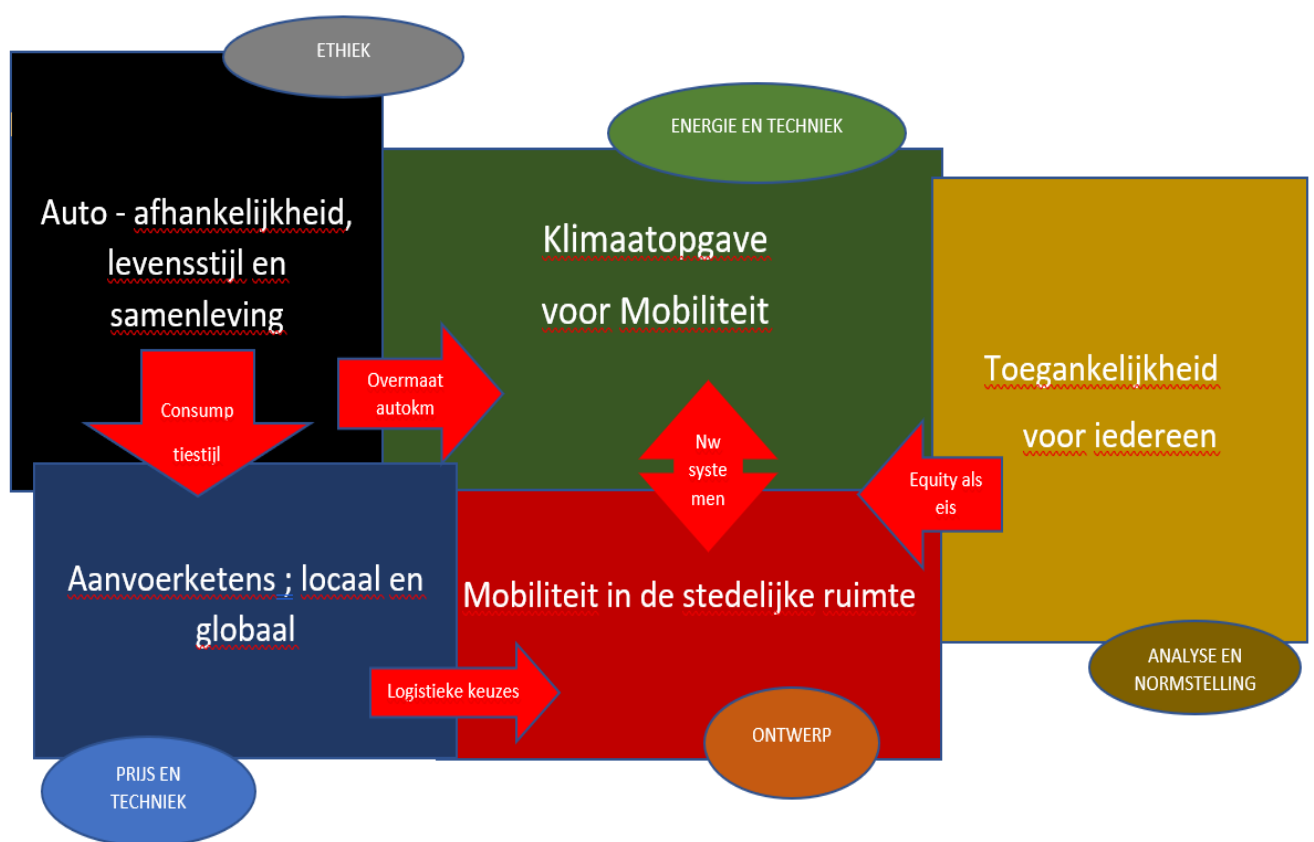 ETHIEK
ENERGIE EN TECHNIEK
Auto - afhankelijkheid,
levensstijl en
samenleving
Klimaatopgave
voor Mobiliteit
Toegankelijkheid
voor iedereen
Consump
tiestijl
Overmaat
autokm
Nw
syste
men
Equity als
eis
Aanvoerketens ; locaal en
globaal
Mobiliteit in de stedelijke ruimte
Logistieke keuzes
ANALYSE EN
NORMSTELLING
ONTWERP
PRIJS EN
TECHNIEK